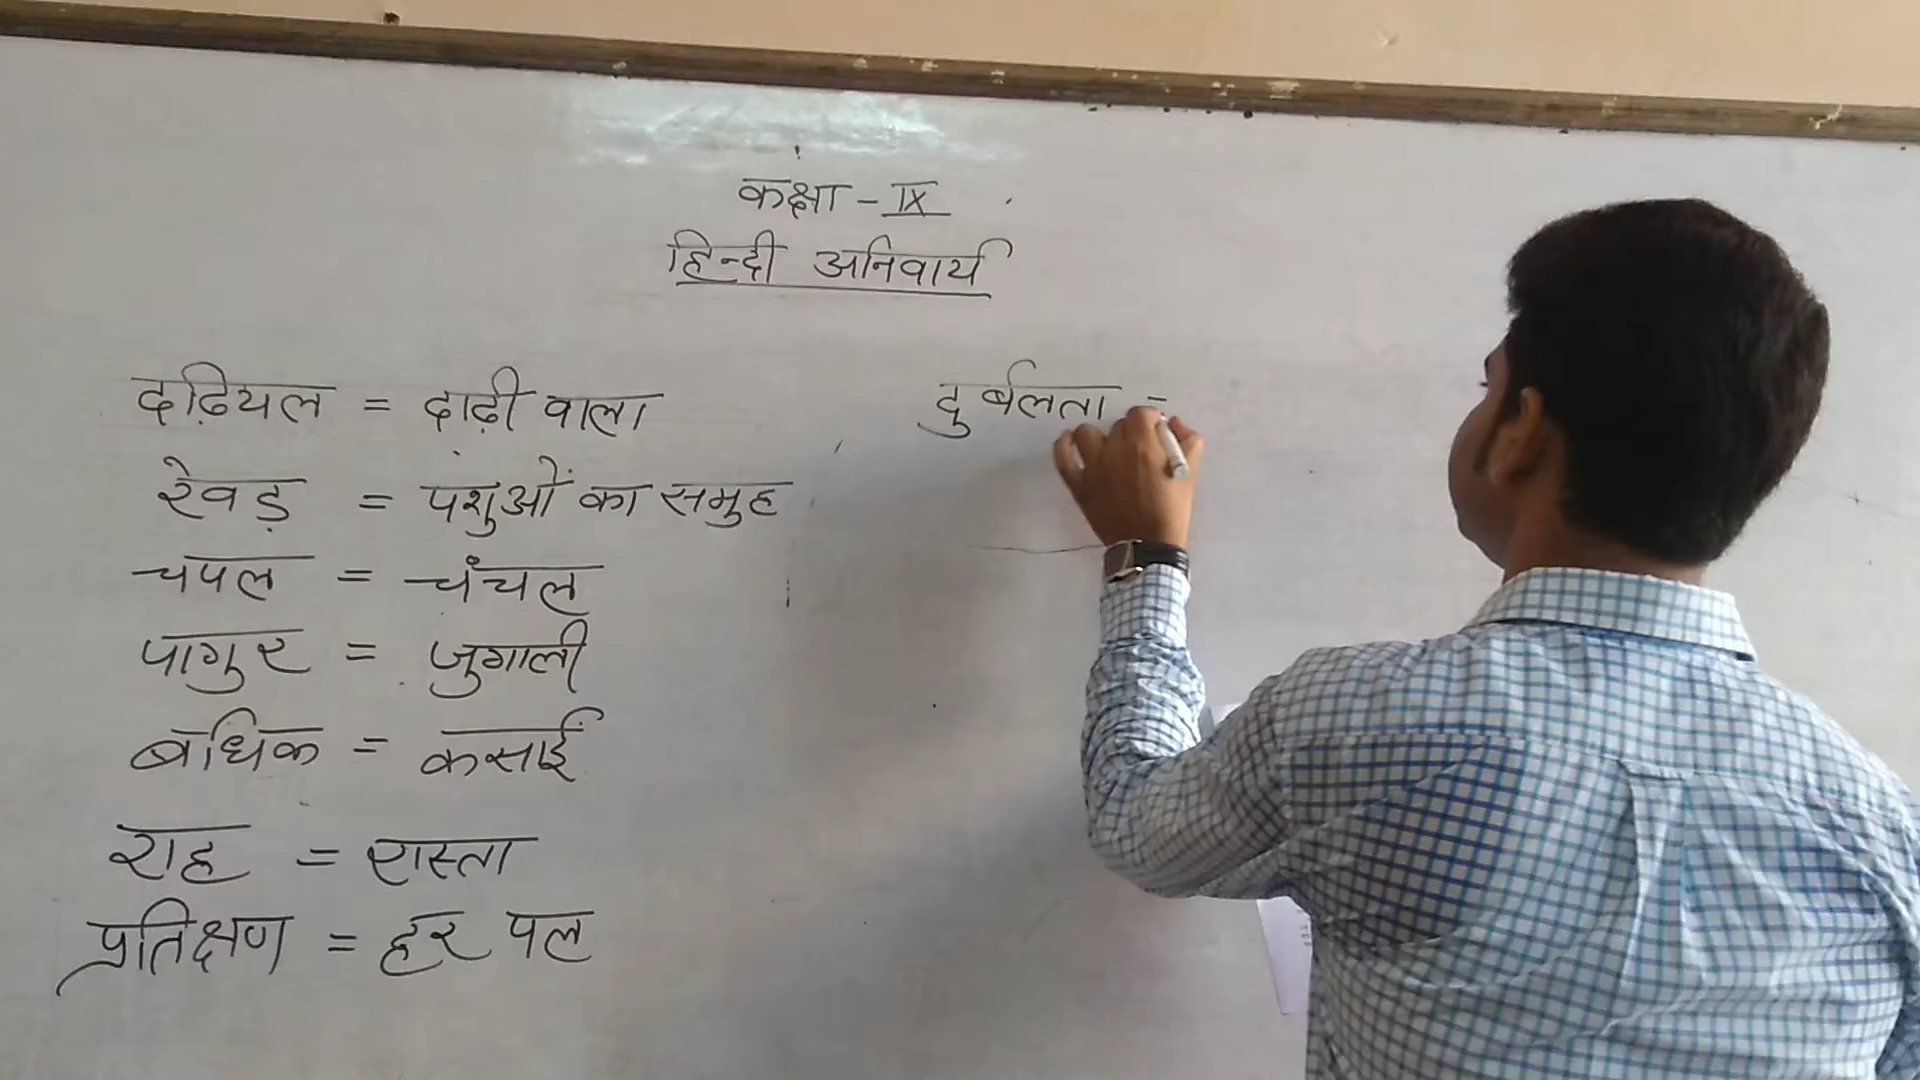 कक्षा - IX
हिन्दी अनिवार्य
दढ़ियल = दाढ़ी वाला
रेवड़ = पशुओं का समुह
चपल = चंचल
पागुर = जुगाली
बधिक = कसाई
राह = रास्ता
प्रतिक्षण = हर पल
दुर्बलता =